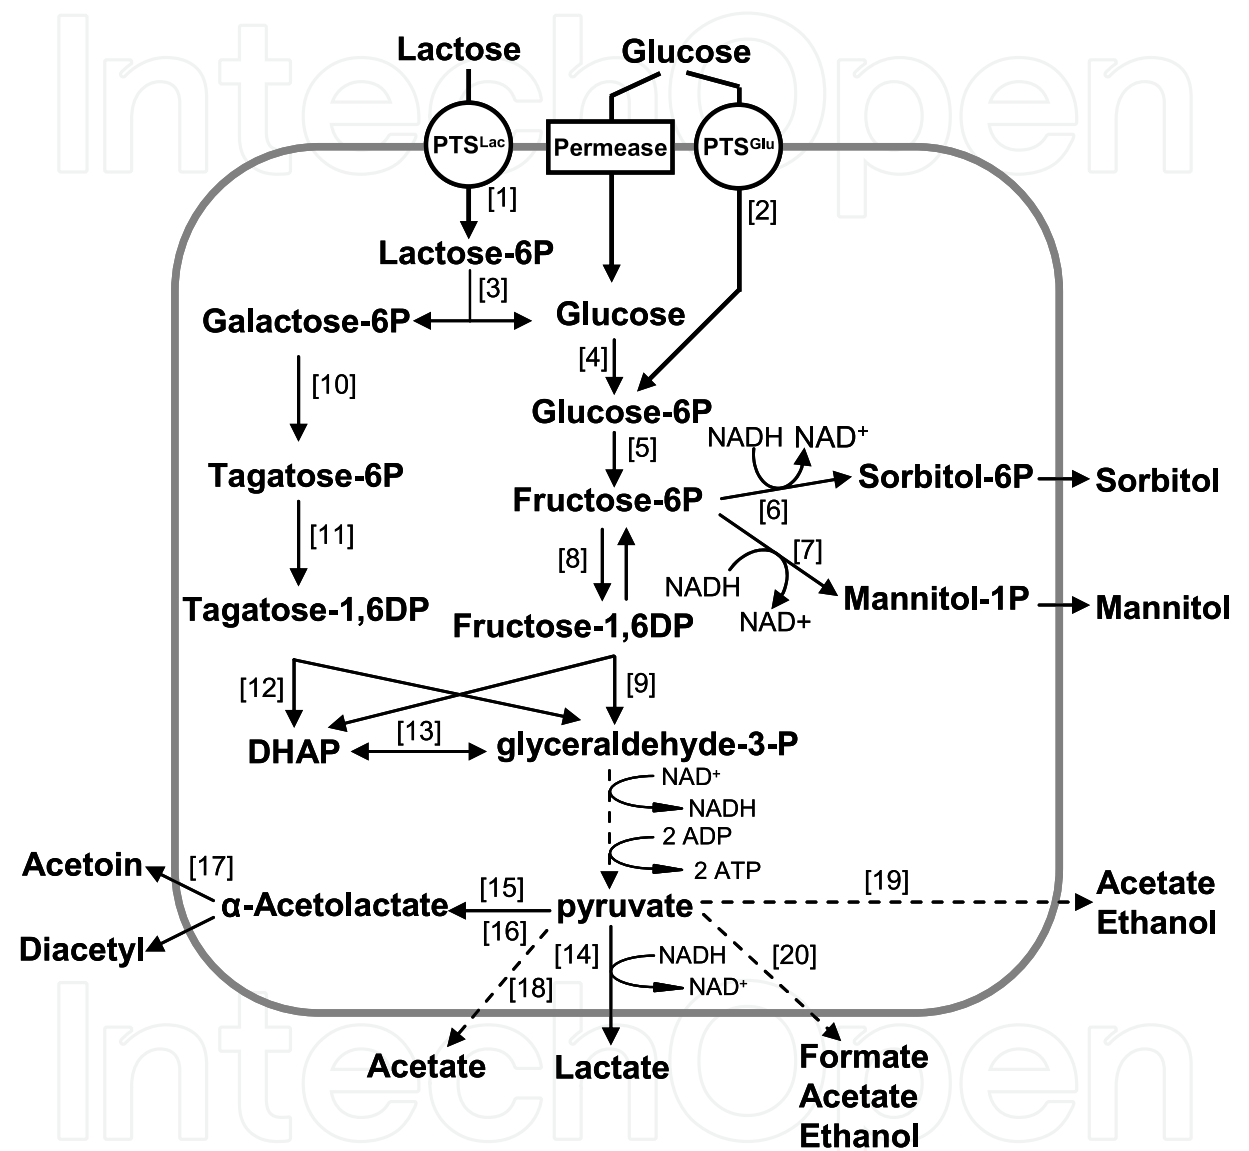 IntechOpen
Lactose
Glucose
PTSLac
Permease
PTSGlu
[1]
[2]
Lactose-6P
[3]
Galactose-6P
Glucose
[4]
[10]
Glucose-6P
[5]
NADH NAD+
Tagatose-6P
Fructose-6P
Sorbitol-6P
Sorbitol
[6]
[11]
[8]
[7]
NADH
Tagatose-1,6DP
Fructose-1,6DP
NAD+
Mannitol-1P
Mannitol
[12]
[9]
[13]
DHAP
glyceraldehyde-3-P
NAD+
NADH
2 ADP
2 ATP
Acetoin
[17]
[15]
[19]
Acetate
Ethanol
α-Acetolactate
pyruvate
[16]
Diacetyl
[14]
NADH
NAD+
[20]
[18]
Acetate
Lactate
Formate
Acetate
Ethanol
IntechOpen